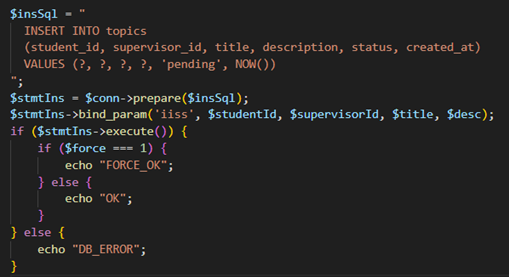 $insSql = "
  INSERT INTO topics
  (student_id, supervisor_id, title, description, status, created_at)
  VALUES (?, ?, ?, ?, 'pending', NOW())
";
$stmtIns = $conn->prepare($insSql);
$stmtIns->bind_param('iiss', $studentId, $supervisorId, $title, $desc);
if ($stmtIns->execute()) {
    if ($force === 1) {
        echo "FORCE_OK";
    } else {
        echo "OK";
    }
} else {
    echo "DB_ERROR";
}